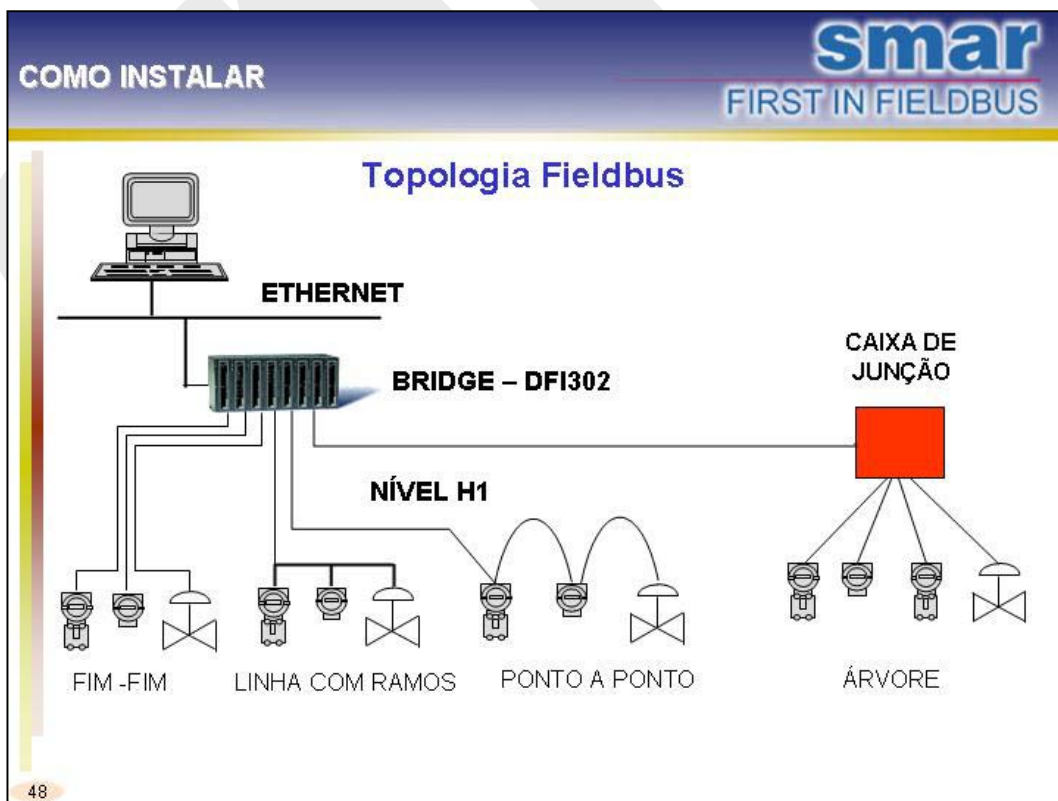 COMO INSTALAR
smar
FIRST IN FIELDBUS
Topologia Fieldbus
ETHERNET
BRIDGE – DFI302
CAIXA DE
JUNÇÃO
NÍVEL H1
FIM -FIM
LINHA COM RAMOS
PONTO A PONTO
ÁRVORE
48